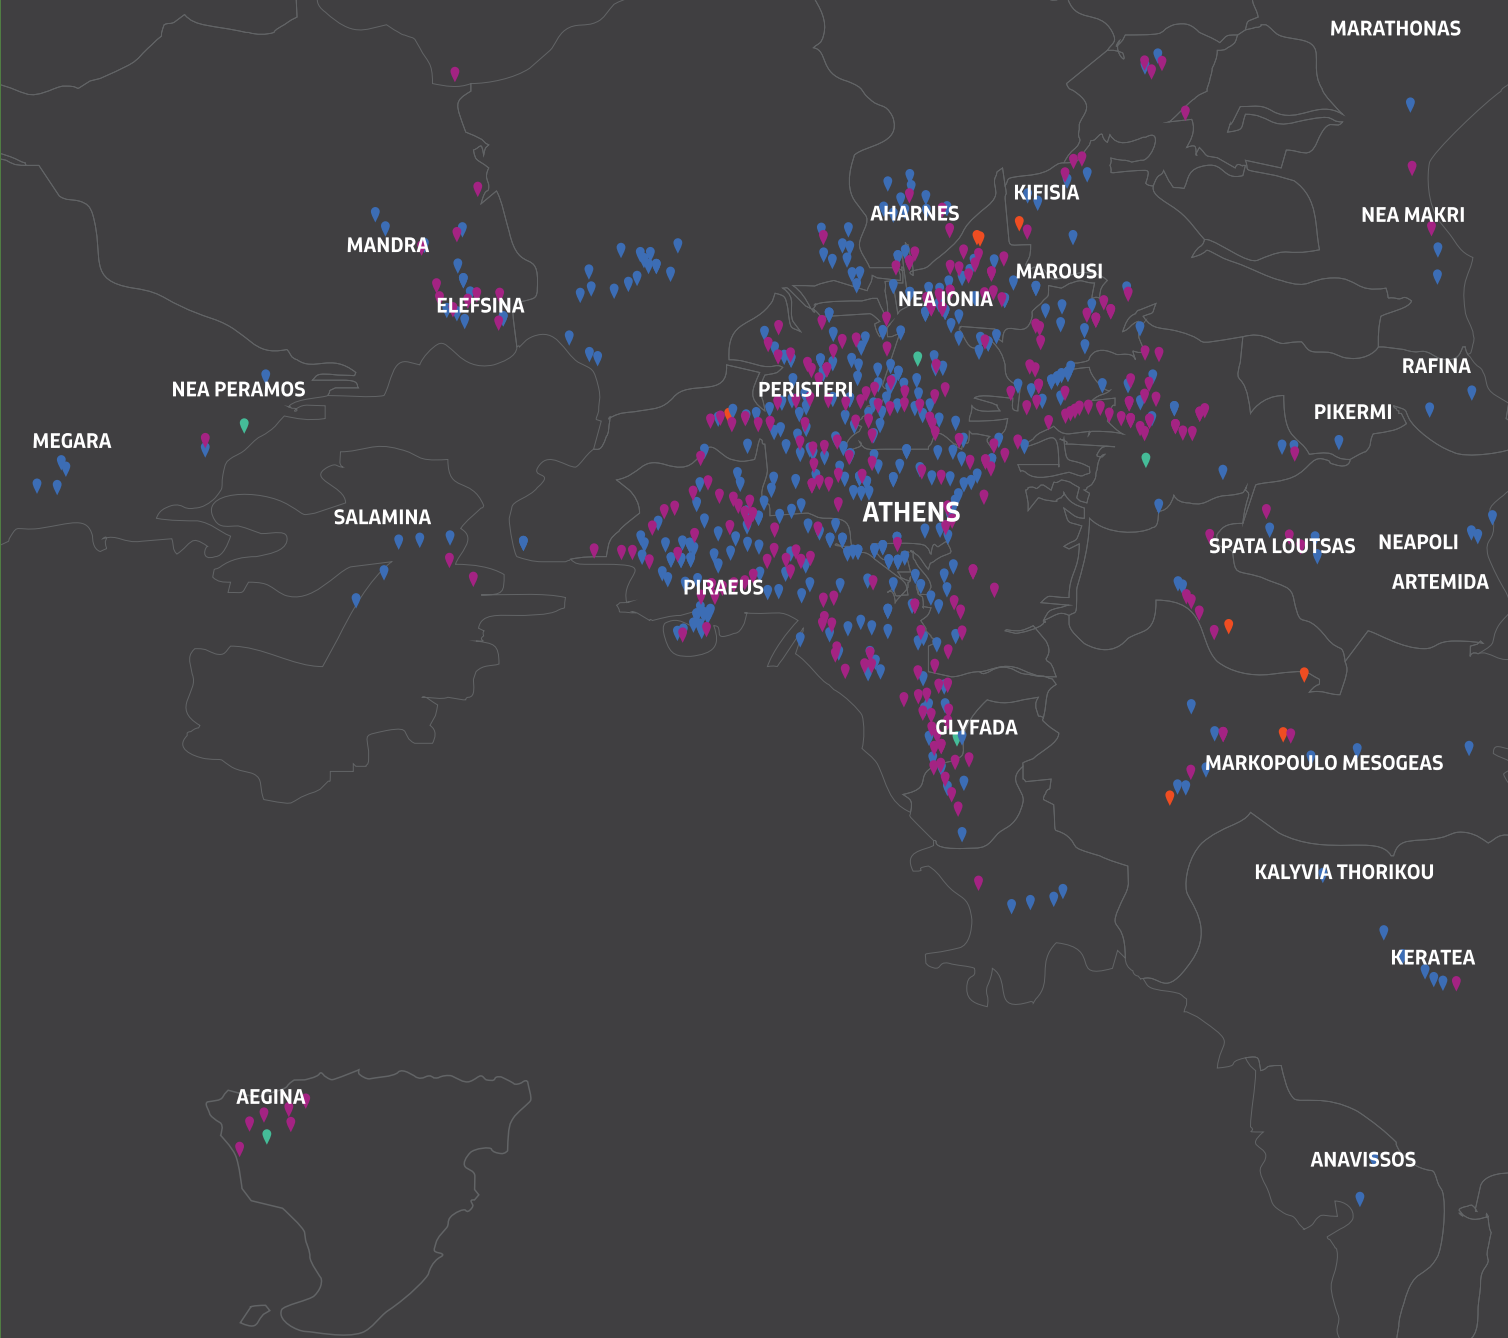 MARATHONAS
KIFISIA
AHARNES
NEA MAKRI
MANDRA
MAROUSI
NEA IONIA
ELEFSINA
RAFINA
NEA PERAMOS
PERISTERI
PIKERMI
MEGARA
ATHENS
SALAMINA
SPATA LOUTSAS
NEAPOLI
ARTEMIDA
PIRAEUS
GLYFADA
MARKOPOULO MESOGEAS
KALYVIA THORIKOU
KERATEA
AEGINA
ANAVISSOS